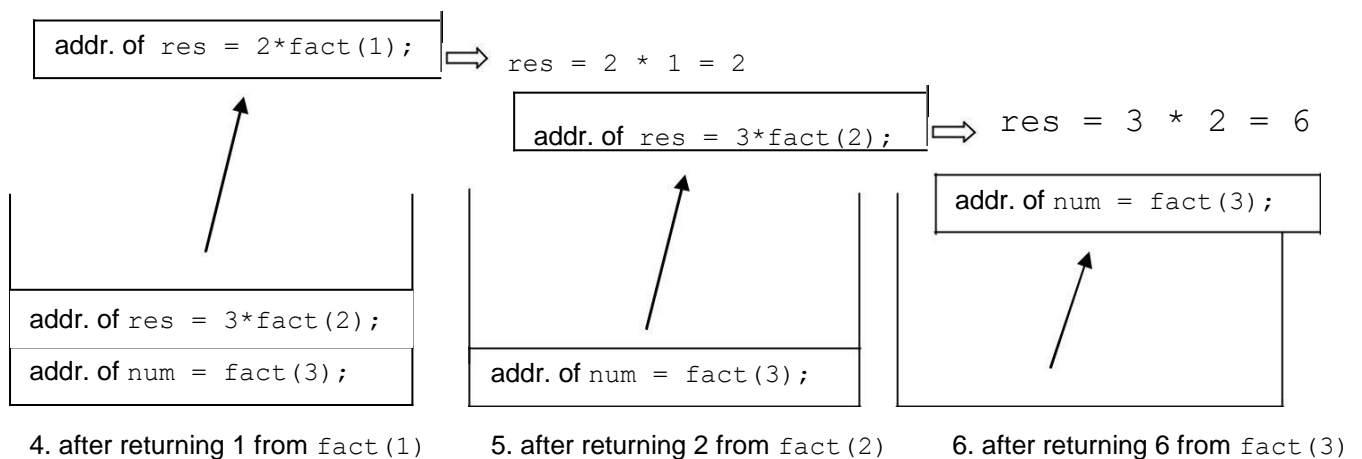 addr. of res = 2*fact(1);
res = 2 * 1 = 2
addr. of res = 3*fact(2);
res = 3 * 2 = 6
addr. of num = fact(3);
addr. of res = 3*fact(2);
addr. of num = fact(3);
addr. of num = fact(3);
4. after returning 1 from fact(1)
5. after returning 2 from fact(2)
6. after returning 6 from fact(3)